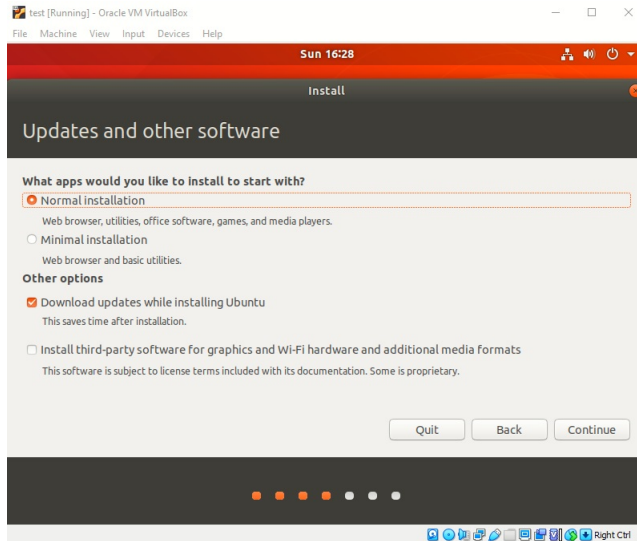 test [Running] - Oracle VM VirtualBox
File Machine View Input Devices Help
Sun 16:28
Install
Updates and other software
What apps would you like to install to start with?
Normal installation
Web browser, utilities, office software, games, and media players.
Minimal installation
Web browser and basic utilities.
Other options
Download updates while installing Ubuntu
This saves time after installation.
Install third-party software for graphics and Wi-Fi hardware and additional media formats
This software is subject to license terms included with its documentation. Some is proprietary.
Quit Back Continue
Right Ctrl